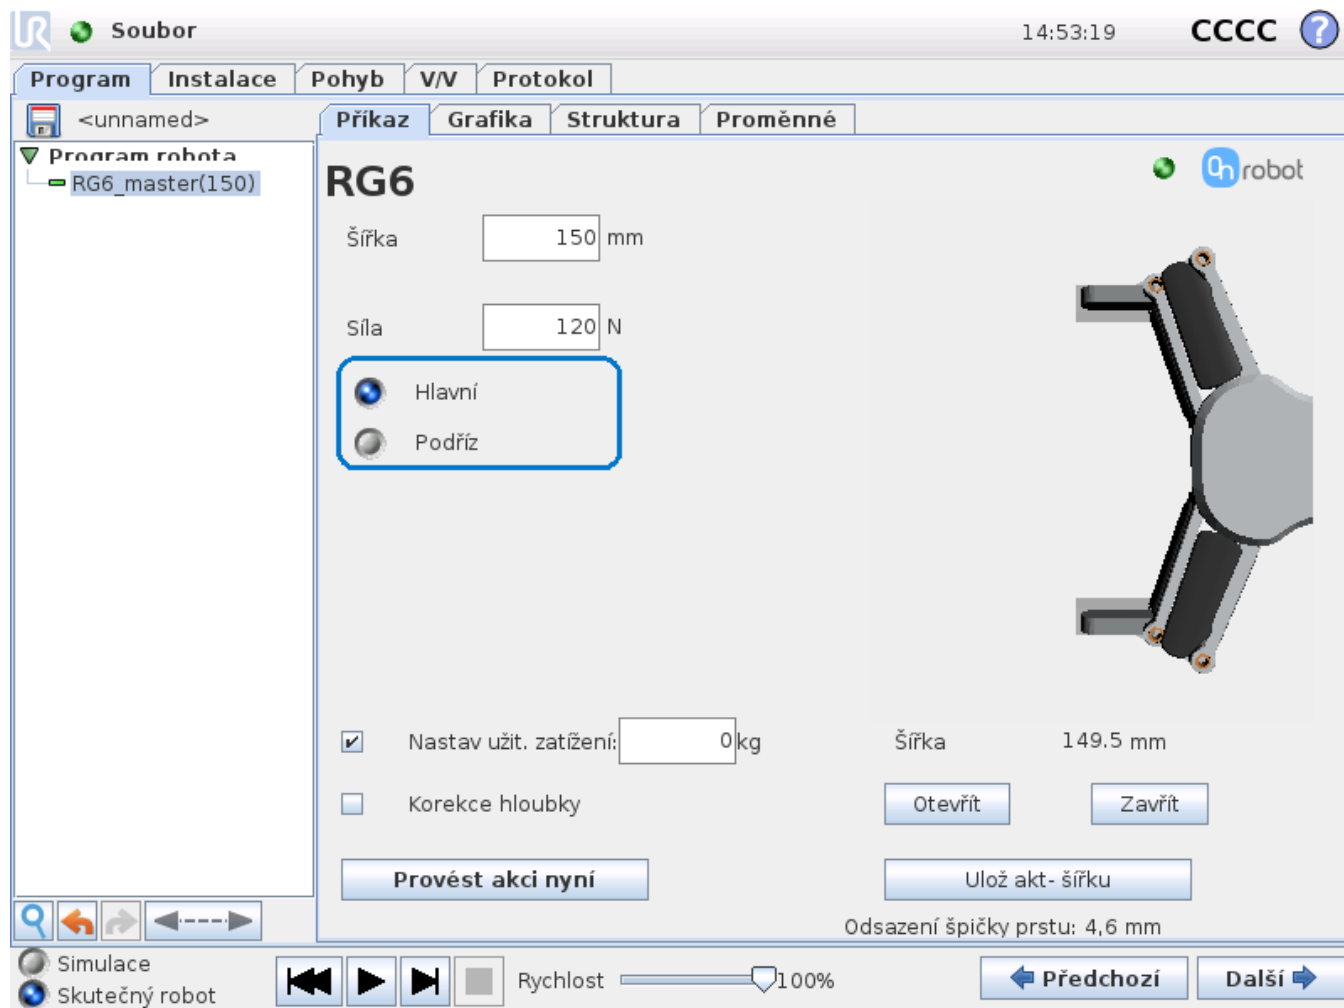 Soubor 14:53:19 CCCC ?
Program Instalace Pohyb V/V Protokol
<unnamed> Příkaz Grafika Struktura Proměnné
Program robota
RG6_master(150)
RG6
On robot
Šířka 150 mm
Síla 120 N
Hlavní
Podříz
Nastav užit. zatížení: 0 kg Šířka 149.5 mm
Korekce hloubky Otevřít Zavřít
Provést akci nyní Ulož akt- šířku
Odsazení špičky prstu: 4,6 mm
Simulace
Skutečný robot
Rychlost 100% Předchozí Další